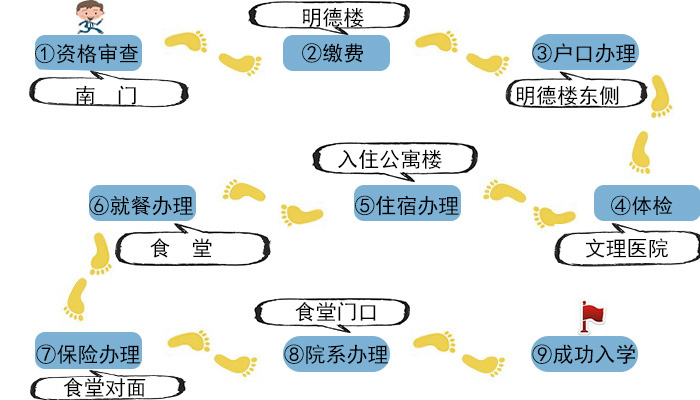 ①资格审查
南 门
明德楼
②缴费
③户口办理
明德楼东侧
④体检
文理医院
入住公寓楼
⑤住宿办理
⑥就餐办理
食 堂
⑦保险办理
食堂对面
食堂门口
⑧院系办理
⑨成功入学